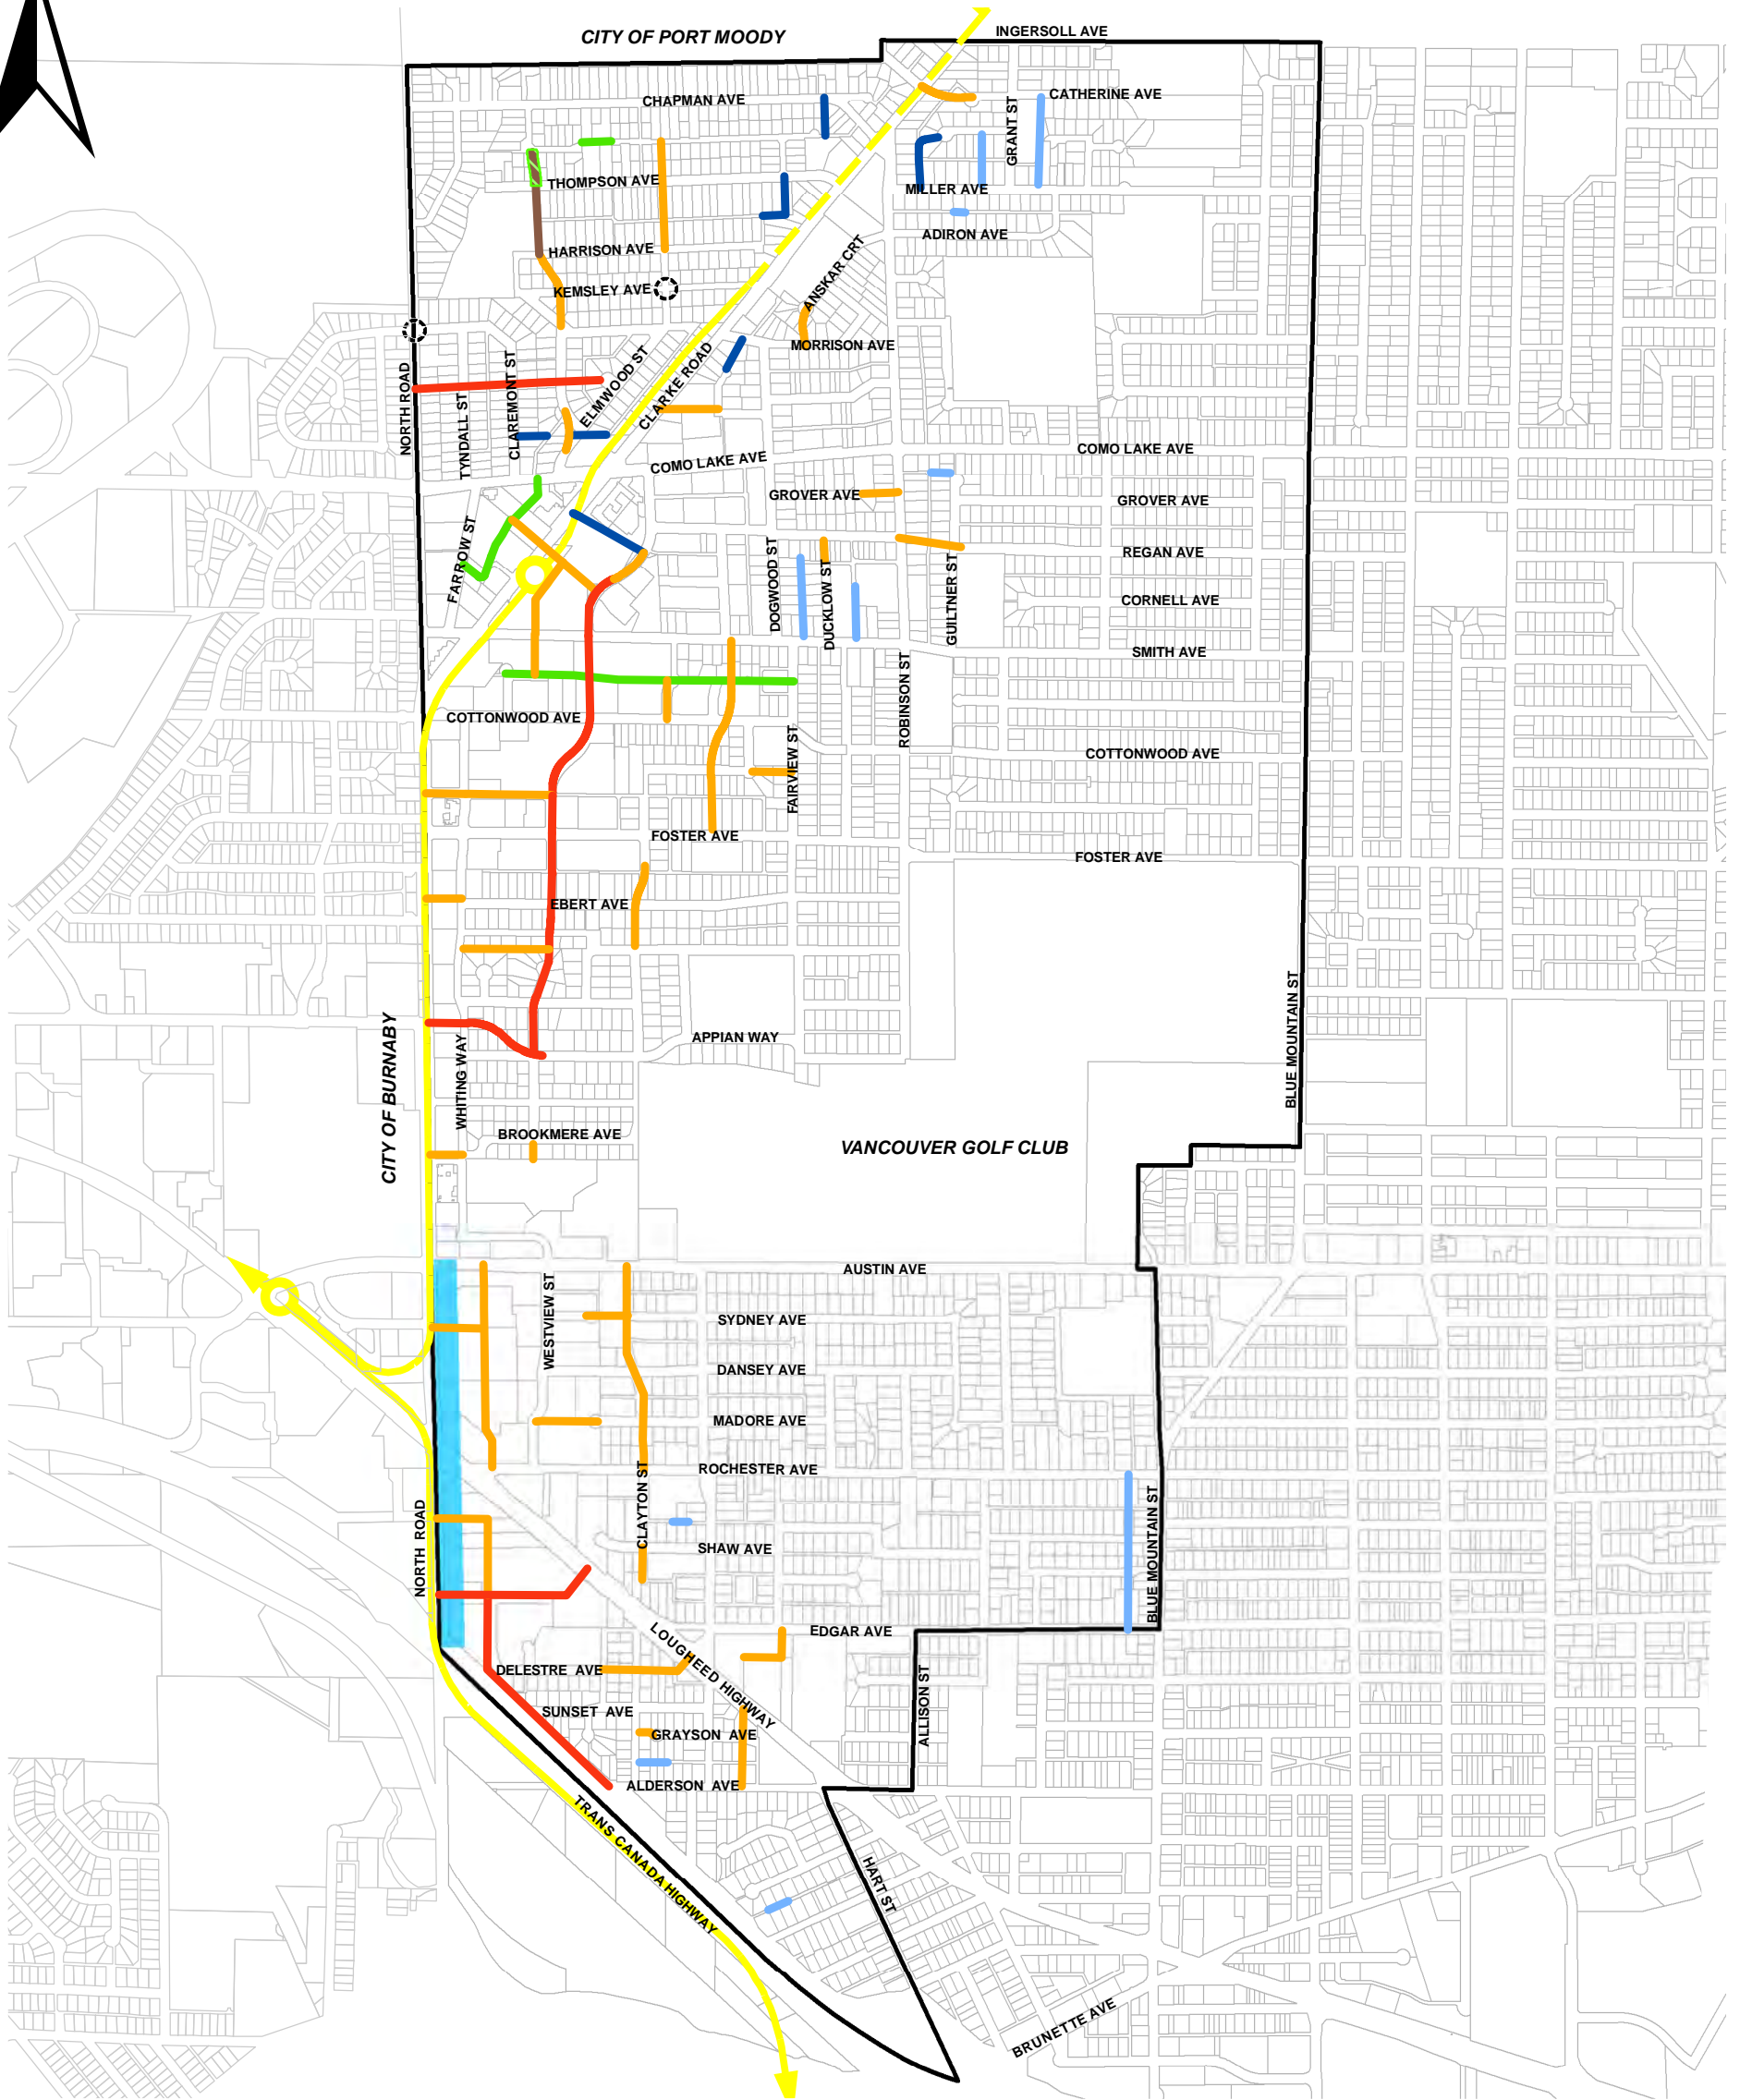 INGERSOLL AVE
CITY OF PORT MOODY
CATHERINE AVE
CHAPMAN AVE
GRANT ST
THOMPSON AVE
MILLER AVE
ADIRON AVE
HARRISON AVE
ANSKAR CRT
KEMSLEY AVE
MORRISON AVE
NORTH ROAD
TYNDALL ST
CLAREMONT ST
ELMWOOD ST
CLARKE ROAD
COMO LAKE AVE
COMO LAKE AVE
GROVER AVE
GROVER AVE
FARROW ST
REGAN AVE
DOGWOOD ST
DUCKLOW ST
GUILTNER ST
CORNELL AVE
SMITH AVE
ROBINSON ST
COTTONWOOD AVE
COTTONWOOD AVE
FAIRVIEW ST
FOSTER AVE
FOSTER AVE
EBERT AVE
BLUE MOUNTAIN ST
CITY OF BURNABY
APPIAN WAY
WHITING WAY
BROOKMERE AVE
VANCOUVER GOLF CLUB
AUSTIN AVE
WESTVIEW ST
SYDNEY AVE
DANSEY AVE
MADORE AVE
ROCHESTER AVE
CLAYTON ST
NORTH ROAD
SHAW AVE
BLUE MOUNTAIN ST
EDGAR AVE
LOUGHEED HIGHWAY
DELESTRE AVE
ALLISON ST
SUNSET AVE
GRAYSON AVE
ALDERSON AVE
TRANS CANADA HIGHWAY
HART ST
BRUNETTE AVE